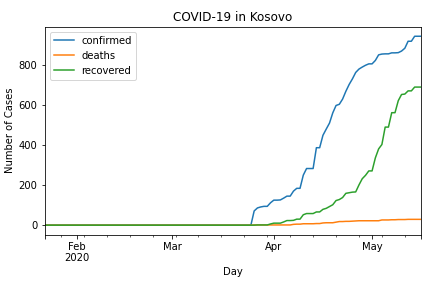 COVID-19 in Kosovo
confirmed
deaths
recovered
Number of Cases
800
600
400
200
0
Feb
2020
Mar
Apr
May
Day